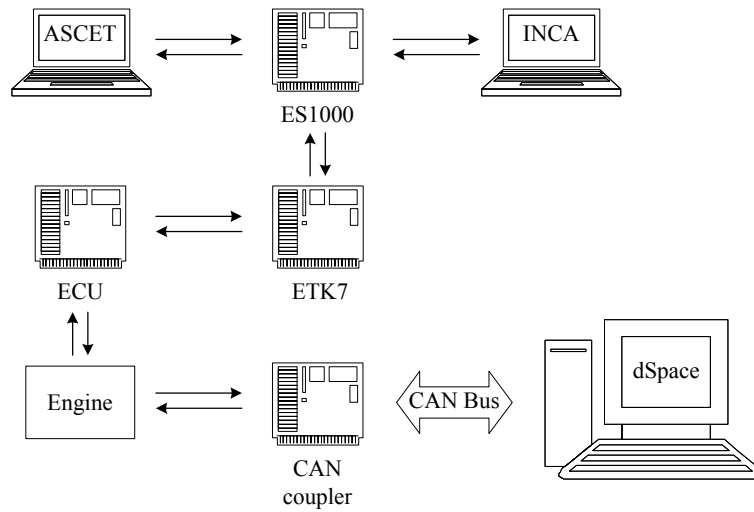 ASCET
INCA
ES1000
ECU
ETK7
Engine
CAN Bus
dSpace
CAN
coupler